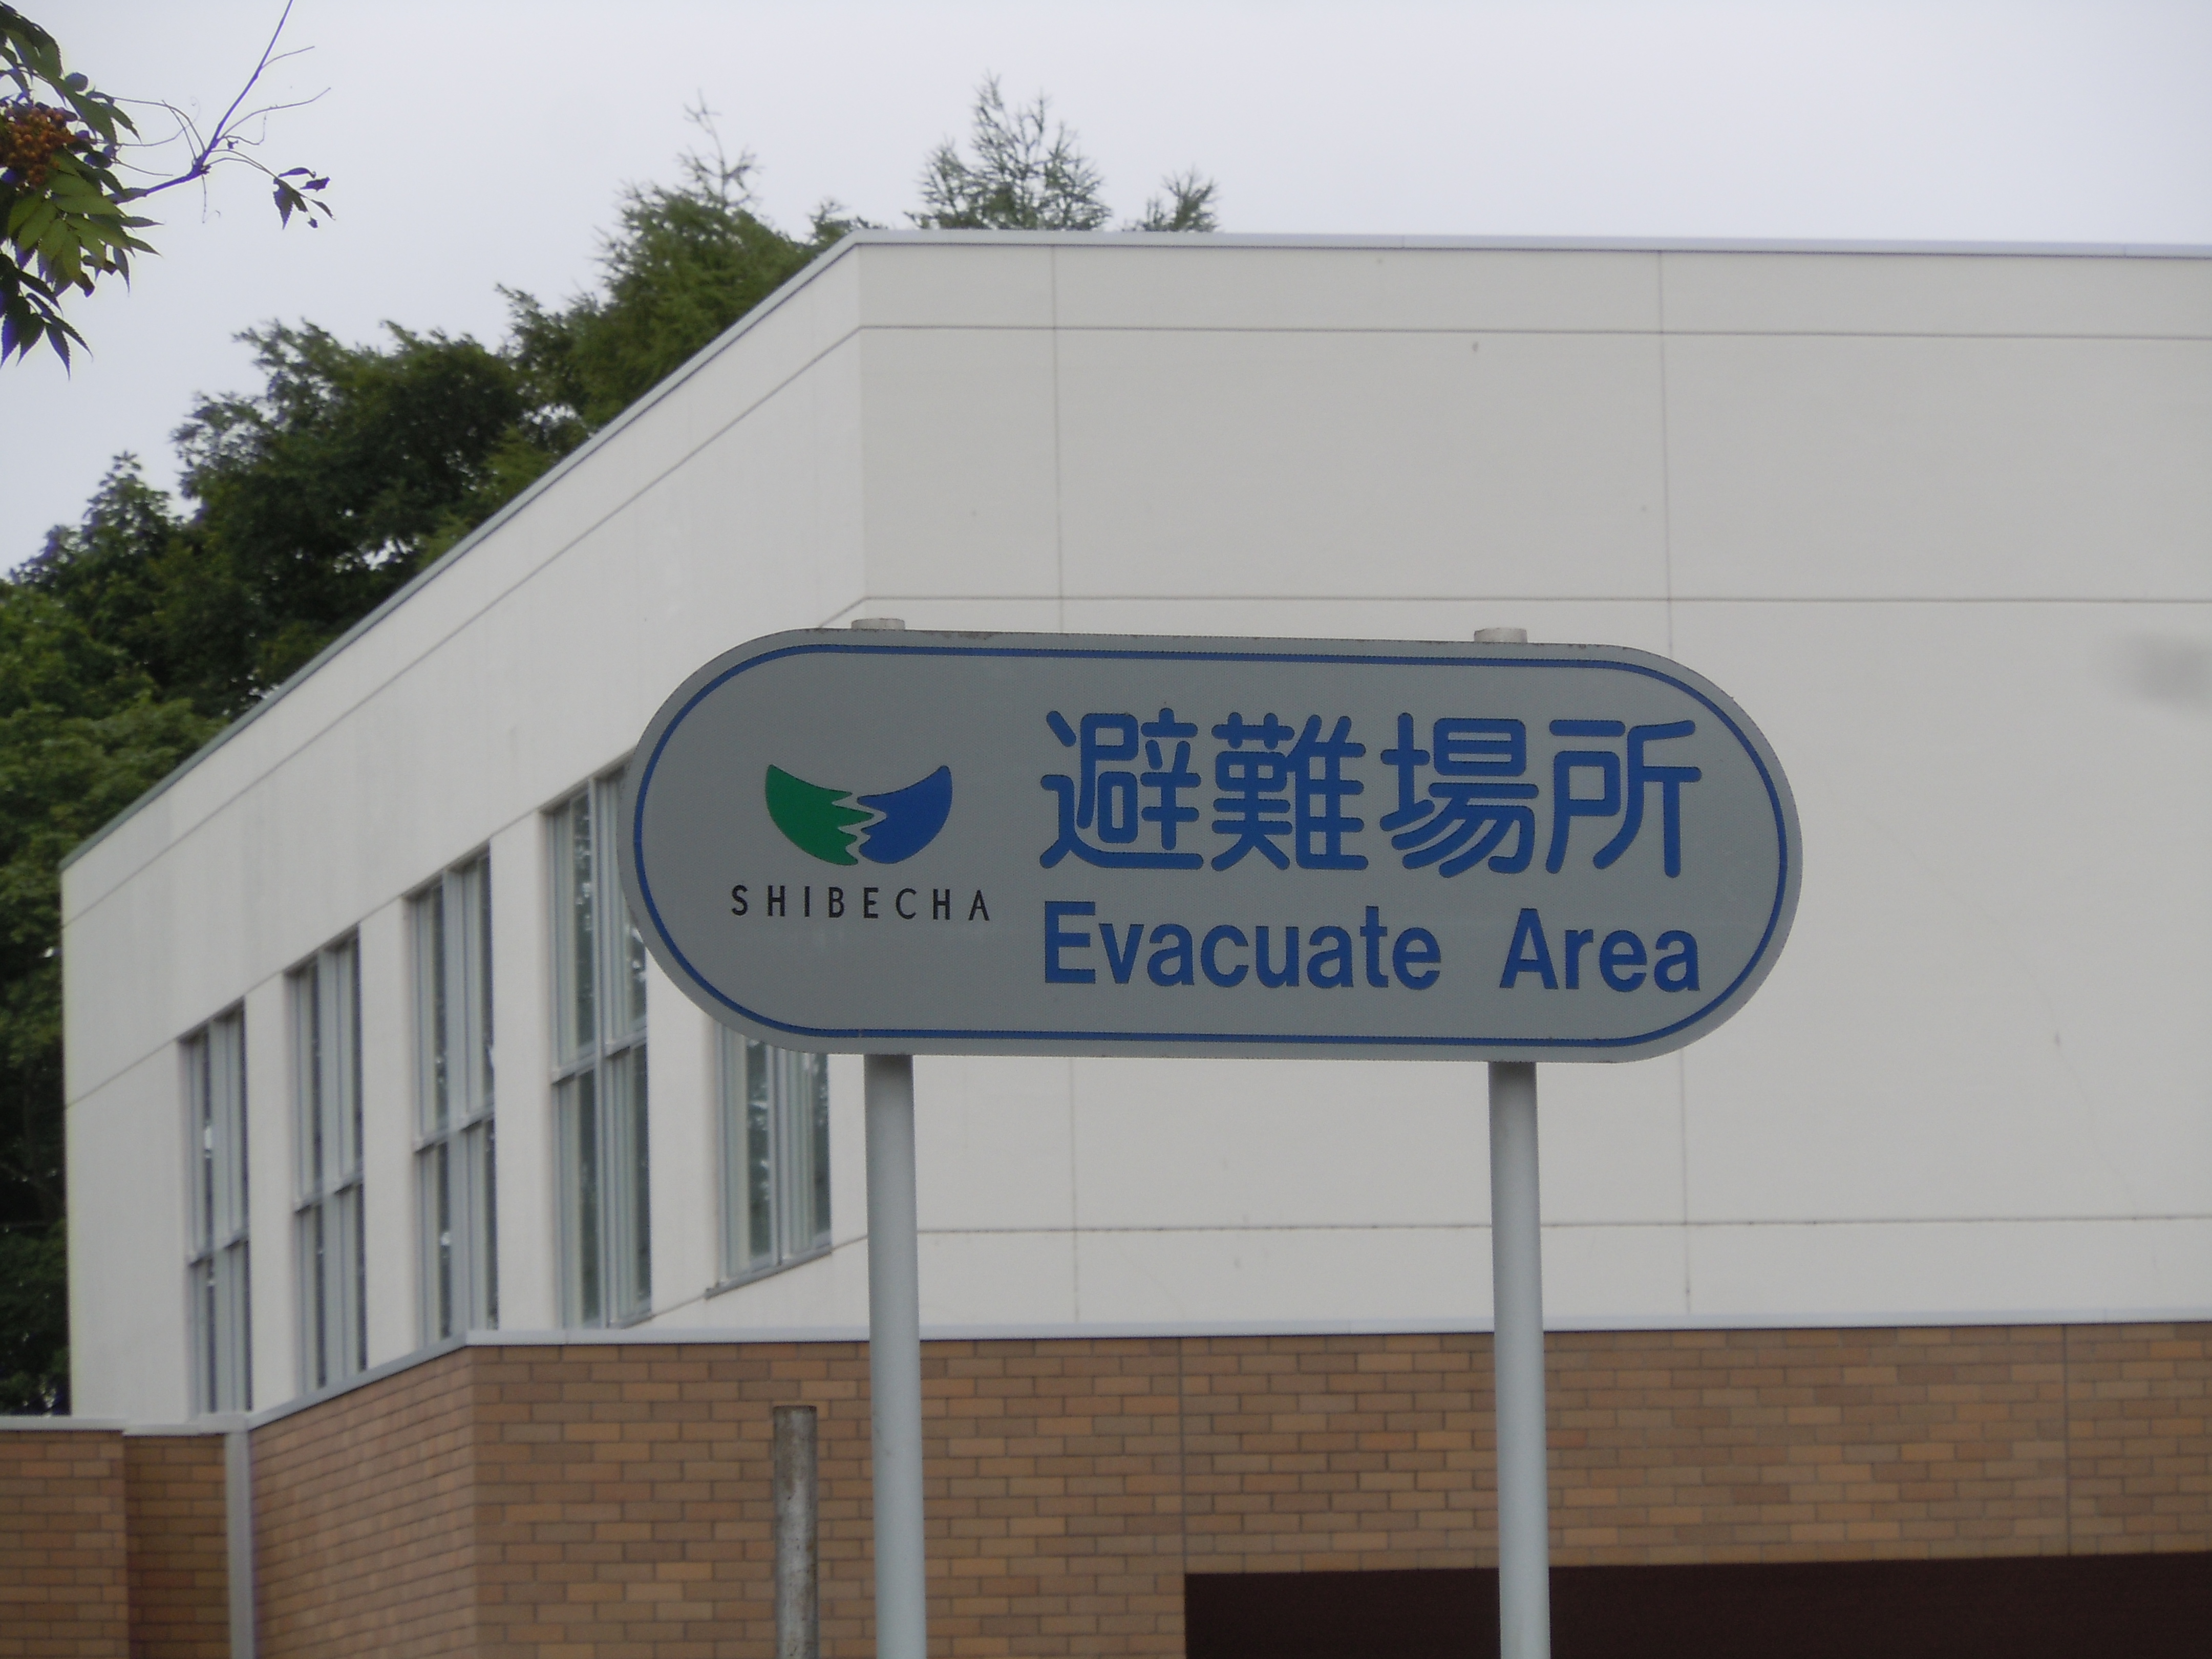 SHIBECHA
避難場所
Evacuate Area